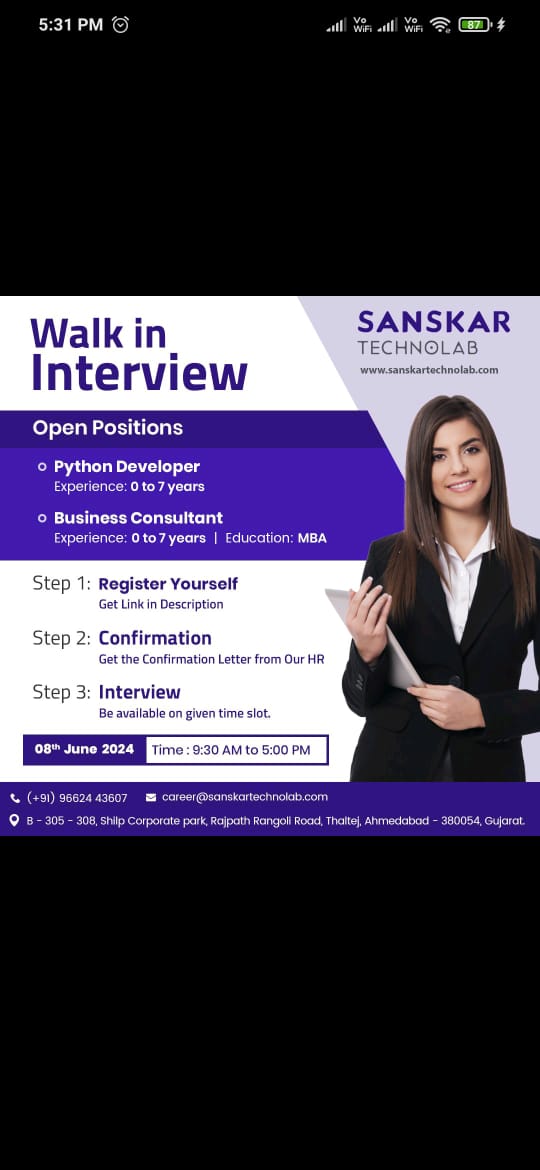 5:31 PM
Vo WiFi Vo WiFi 87
Walk in
Interview
SANSKAR
TECHNOLAB
www.sanskartechnolab.com
Open Positions
Python Developer
Experience: 0 to 7 years
Business Consultant
Experience: 0 to 7 years | Education: MBA
Step 1: Register Yourself
Get Link in Description
Step 2: Confirmation
Get the Confirmation Letter from Our HR
Step 3: Interview
Be available on given time slot.
08th June 2024 Time : 9:30 AM to 5:00 PM
(+91) 96624 43607 career@sanskartechnolab.com
B - 305 - 308, Shilp Corporate park, Rajpath Rangoli Road, Thaltej, Ahmedabad - 380054, Gujarat.